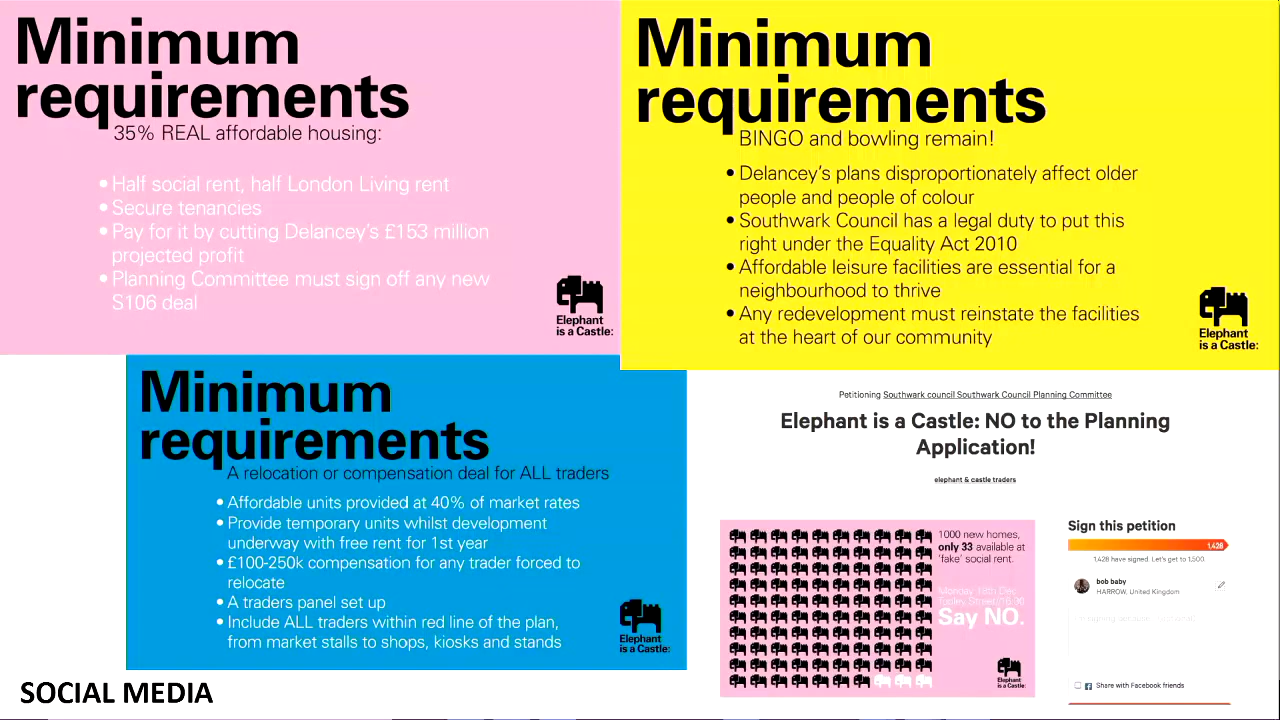 Minimum
requirements
35% REAL affordable housing:
• Half social rent, half London Living rent
• Secure tenancies
• Pay for it by cutting Delancey's £153 million
projected profit
• Planning Committee must sign off any new
S106 deal
Elephant
is a Castle:
Minimum
requirements
BINGO and bowling remain!
• Delancey's plans disproportionately affect older
people and people of colour
• Southwark Council has a legal duty to put this
right under the Equality Act 2010
• Affordable leisure facilities are essential for a
neighbourhood to thrive
• Any redevelopment must reinstate the facilities
at the heart of our community
Elephant
is a Castle:
Minimum
requirements
A relocation or compensation deal for ALL traders
• Affordable units provided at 40% of market rates
• Provide temporary units whilst development
underway with free rent for 1st year
• £100-250k compensation for any trader forced to
relocate
• A traders panel set up
• Include ALL traders within red line of the plan,
from market stalls to shops, kiosks and stands
Elephant
is a Castle:
Petitioning Southwark council Southwark Council Planning Committee
Elephant is a Castle: NO to the Planning
Application!
elephant & castle traders
1000 new homes,
only 33 available at
'fake' social rent.
Monday 18th Dec
Tooley Street
Say NO.
Elephant
is a Castle:
Sign this petition
1,428
1,428 have signed. Let's get to 1,500.
bob baby
HARROW, United Kingdom
Share with Facebook friends
SOCIAL MEDIA